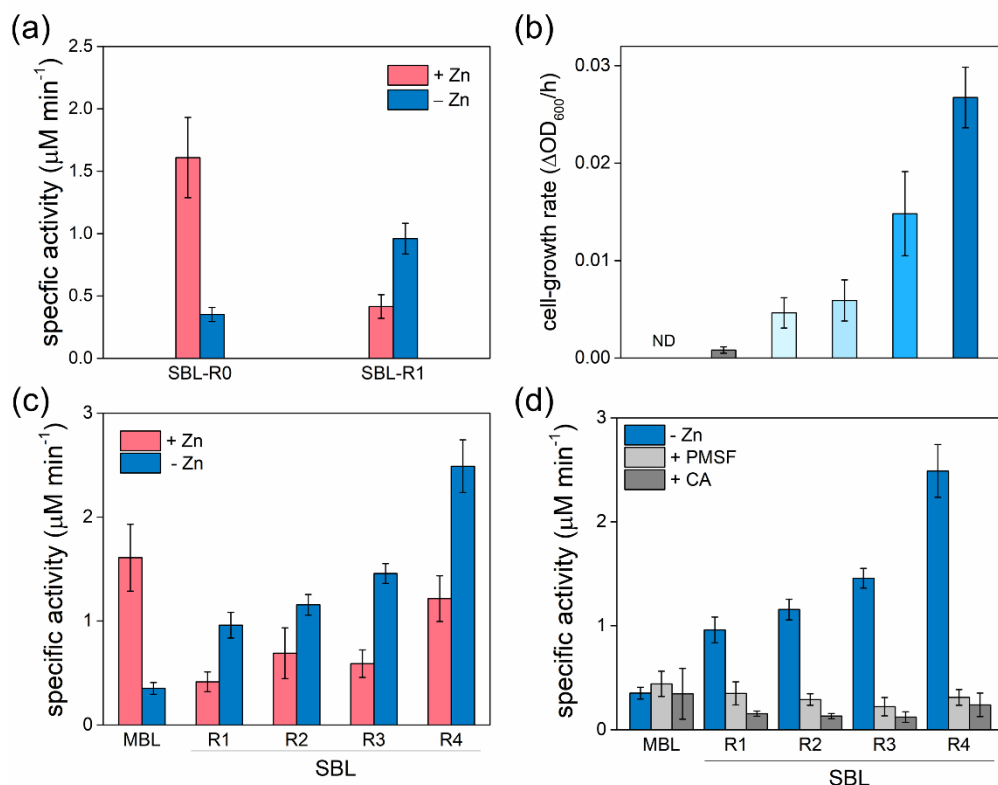 (a)
specfic activity (μM min⁻¹)
2.5
2.0
1.5
1.0
0.5
0.0
+ Zn
− Zn
SBL-R0 SBL-R1
(b)
cell-growth rate (ΔOD₆₀₀/h)
0.03
0.02
0.01
0.00
ND
(c)
specific activity (μM min⁻¹)
3
2
1
0
+ Zn
- Zn
MBL R1 R2 R3 R4
SBL
(d)
specific activity (μM min⁻¹)
3
2
1
0
- Zn
+ PMSF
+ CA
MBL R1 R2 R3 R4
SBL